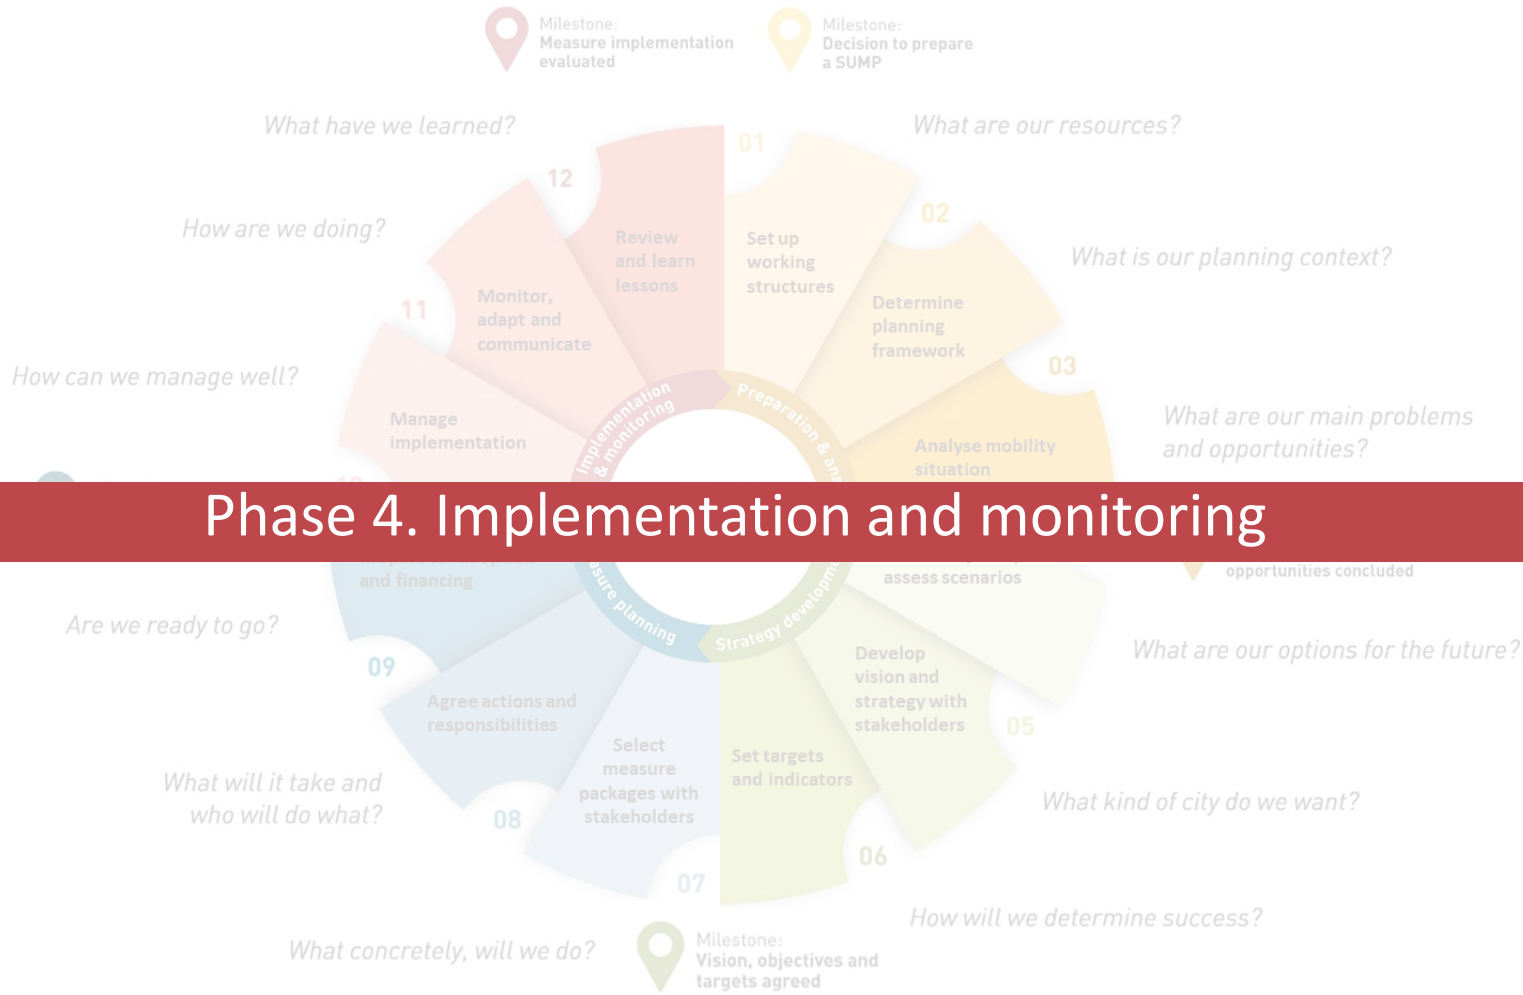 Milestone:
Measure implementation
evaluated
Milestone:
Decision to prepare
a SUMP
What have we learned?
What are our resources?
01
12
How are we doing?
02
Review
and learn
lessons
Set up
working
structures
What is our planning context?
11
Monitor,
adapt and
communicate
Determine
planning
framework
How can we manage well?
03
Implementation
& monitoring
Preparation &
Manage
implementation
Analyse mobility
situation
What are our main problems
and opportunities?
Phase 4. Implementation and monitoring
and financing
assess scenarios
opportunities concluded
planning
Strategy
Are we ready to go?
What are our options for the future?
09
Develop
vision and
strategy with
stakeholders
05
Agree actions and
responsibilities
Select
measure
packages with
stakeholders
Set targets
and indicators
What will it take and
who will do what?
What kind of city do we want?
08
06
07
How will we determine success?
What concretely, will we do?
Milestone:
Vision, objectives and
targets agreed